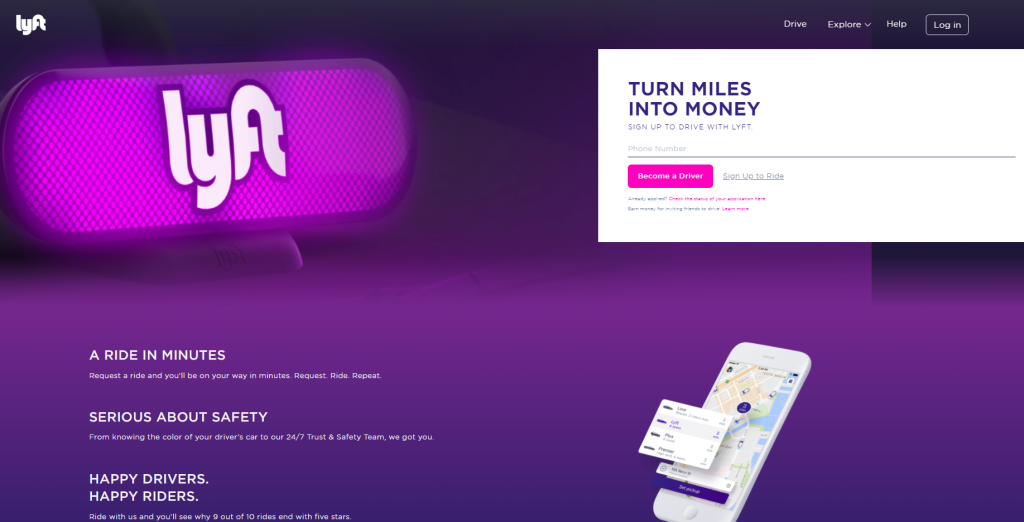 lyft
Drive
Explore
Help
Log in
lyft
TURN MILES
INTO MONEY
SIGN UP TO DRIVE WITH LYFT.
Phone Number
Become a Driver
Sign Up to Ride
Already applied? Check the status of your application here
Earn money for inviting friends to drive. Learn more
A RIDE IN MINUTES
Request a ride and you'll be on your way in minutes. Request. Ride. Repeat.
SERIOUS ABOUT SAFETY
From knowing the color of your driver's car to our 24/7 Trust & Safety Team, we got you.
HAPPY DRIVERS.
HAPPY RIDERS.
Ride with us and you'll see why 9 out of 10 rides end with five stars.
Line
Lyft
Plus
Premier
Set pickup